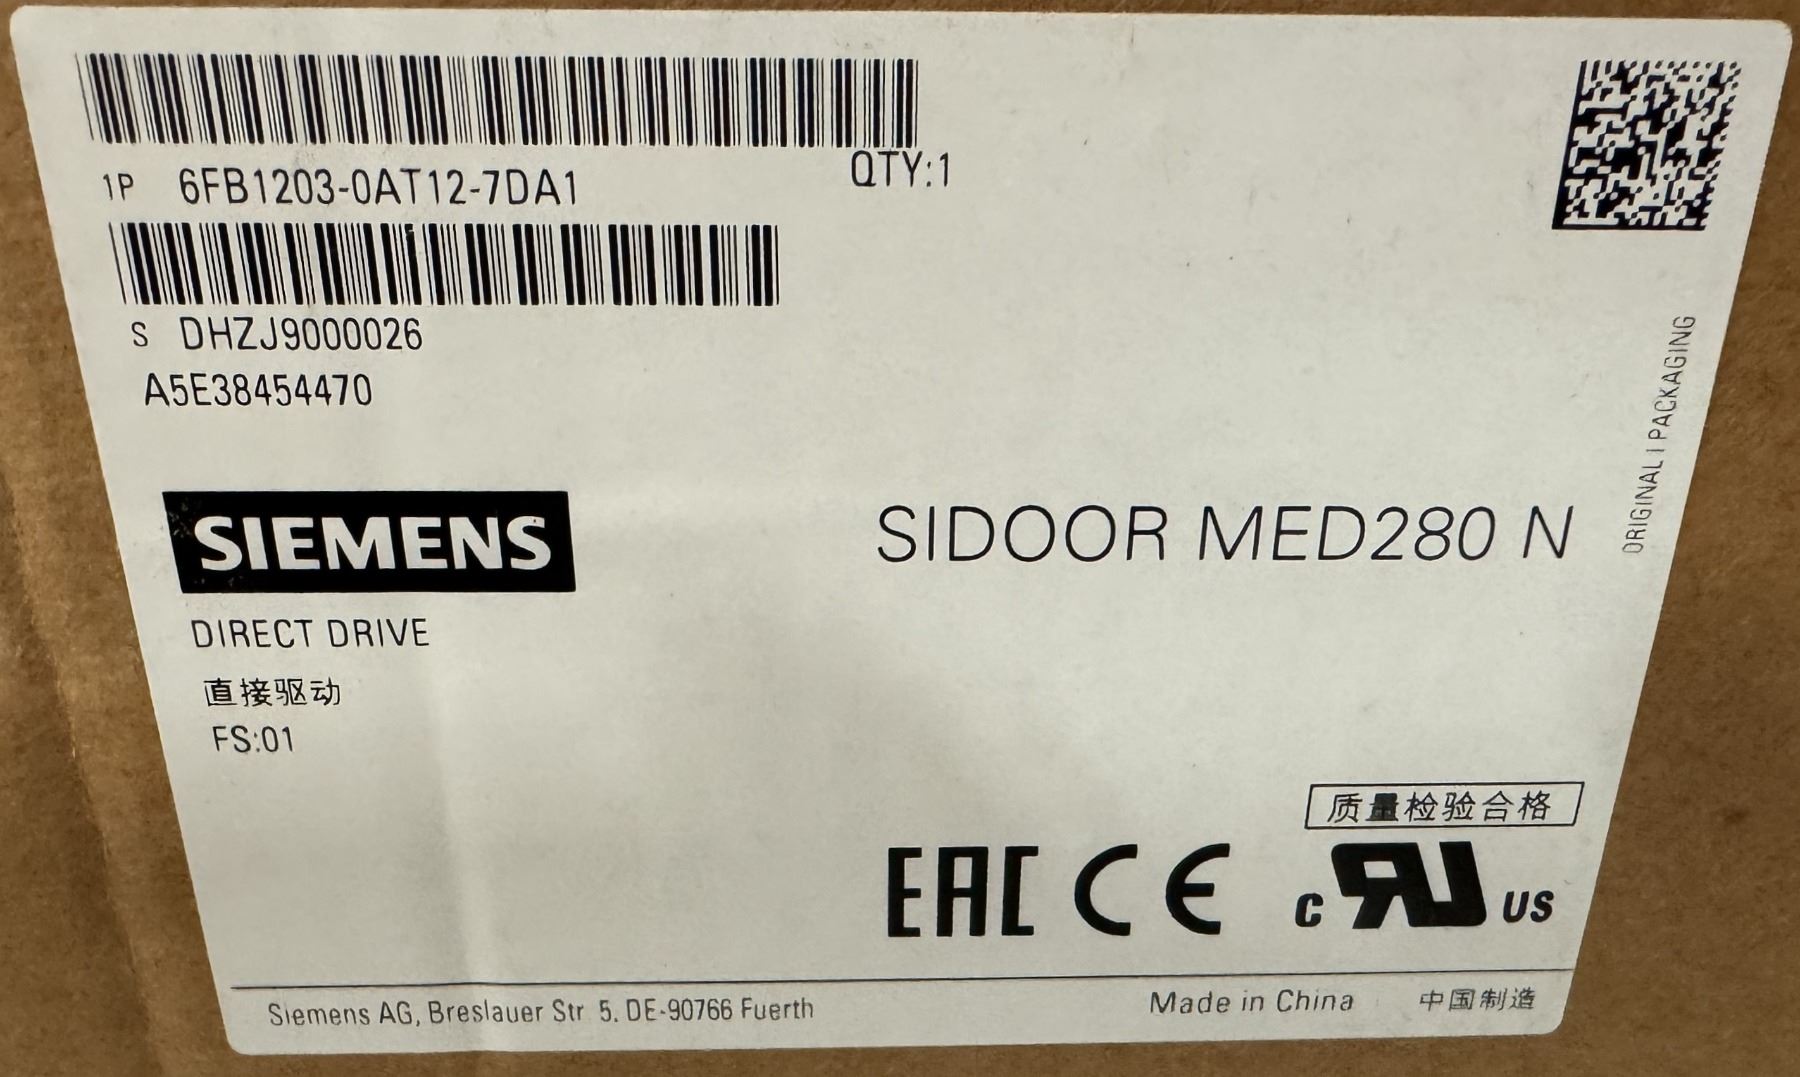 1P 6FB1203-0AT12-7DA1 QTY:1
S DHZJ9000026
A5E38454470
ORIGINAL | PACKAGING
SIEMENS
SIDOOR MED280 N
DIRECT DRIVE
直接驱动
FS:01
质量检验合格
EAC CE c RU US
Siemens AG, Breslauer Str. 5, DE-90766 Fuerth
Made in China 中国制造